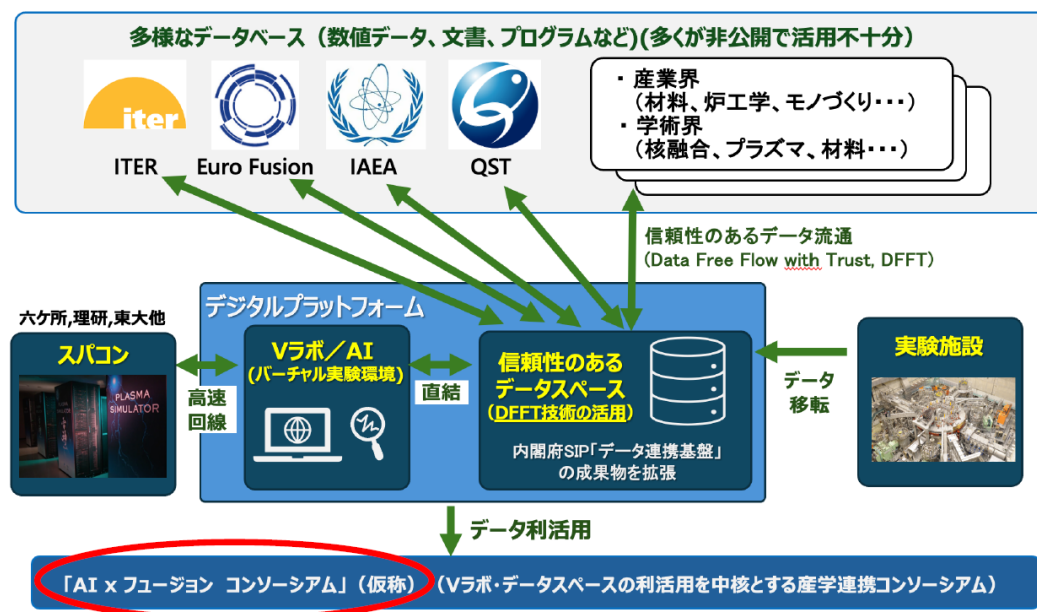 多様なデータベース（数値データ、文書、プログラムなど)(多くが非公開で活用不十分）
iter
ITER
Euro Fusion
IAEA
QST
・ 産業界
（材料、炉工学、モノづくり・・・）
・ 学術界
（核融合、プラズマ、材料・・・）
信頼性のあるデータ流通
(Data Free Flow with Trust, DFFT)
デジタルプラットフォーム
六ケ所,理研,東大他
スパコン
PLASMA
SIMULATOR
高速
回線
Vラボ／AI
(バーチャル実験環境)
直結
信頼性のある
データスペース
(DFFT技術の活用)
内閣府SIP「データ連携基盤」
の成果物を拡張
データ
移転
実験施設
データ利活用
「AI x フュージョン コンソーシアム」（仮称）（Vラボ・データスペースの利活用を中核とする産学連携コンソーシアム）